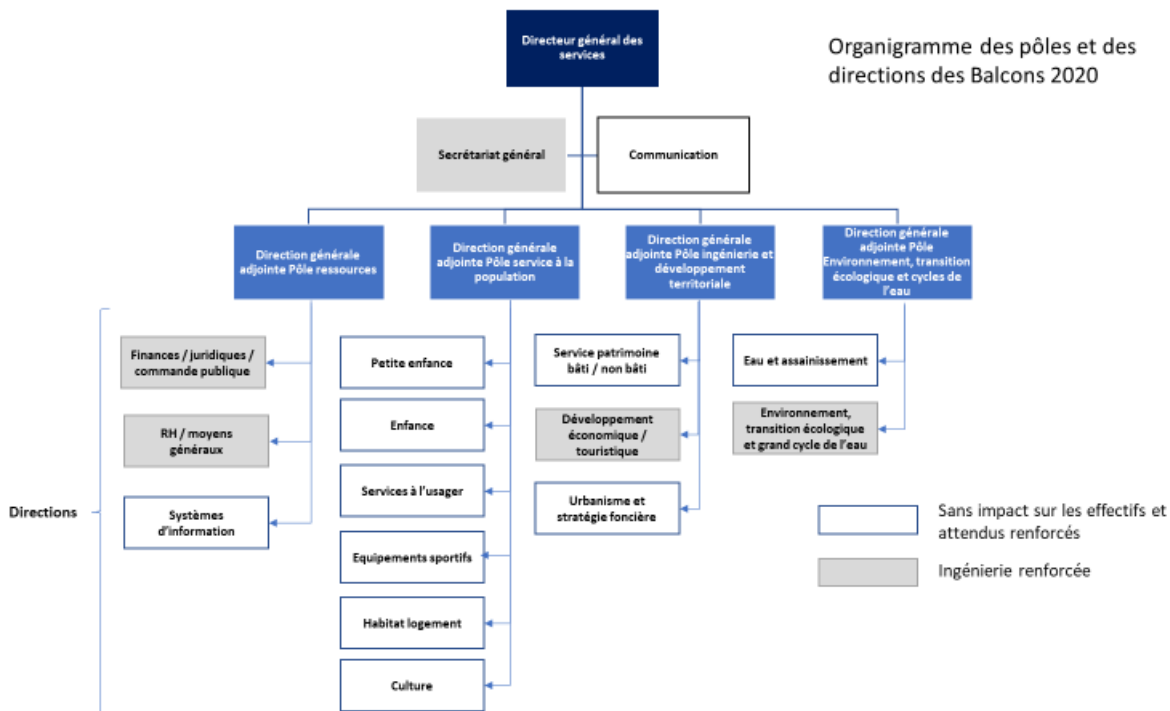 Directeur général des
services
Organigramme des pôles et des
directions des Balcons 2020
Secrétariat général
Communication
Direction générale
adjointe Pôle ressources
Direction générale
adjointe Pôle service à la
population
Direction générale
adjointe Pôle ingénierie et
développement
territoriale
Direction générale
adjointe Pôle
Environnement, transition
écologique et cycles de
l'eau
Directions
Finances / juridiques /
commande publique
RH / moyens
généraux
Systèmes
d'information
Petite enfance
Enfance
Services à l'usager
Equipements sportifs
Habitat logement
Culture
Service patrimoine
bâti / non bâti
Développement
économique /
touristique
Urbanisme et
stratégie foncière
Eau et assainissement
Environnement,
transition écologique
et grand cycle de l'eau
Sans impact sur les effectifs et
attendus renforcés
Ingénierie renforcée